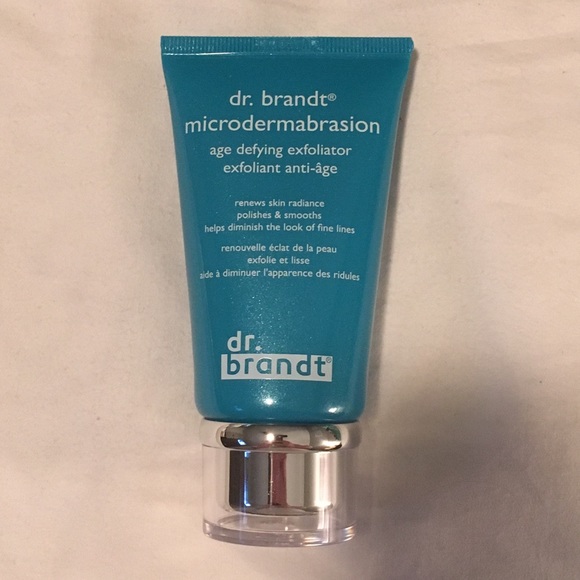 dr. brandt®
microdermabrasion
age defying exfoliator
exfoliant anti-âge
renews skin radiance
polishes & smooths
helps diminish the look of fine lines
renouvelle éclat de la peau
exfolie et lisse
aide à diminuer l'apparence des ridules
dr.
brandt®